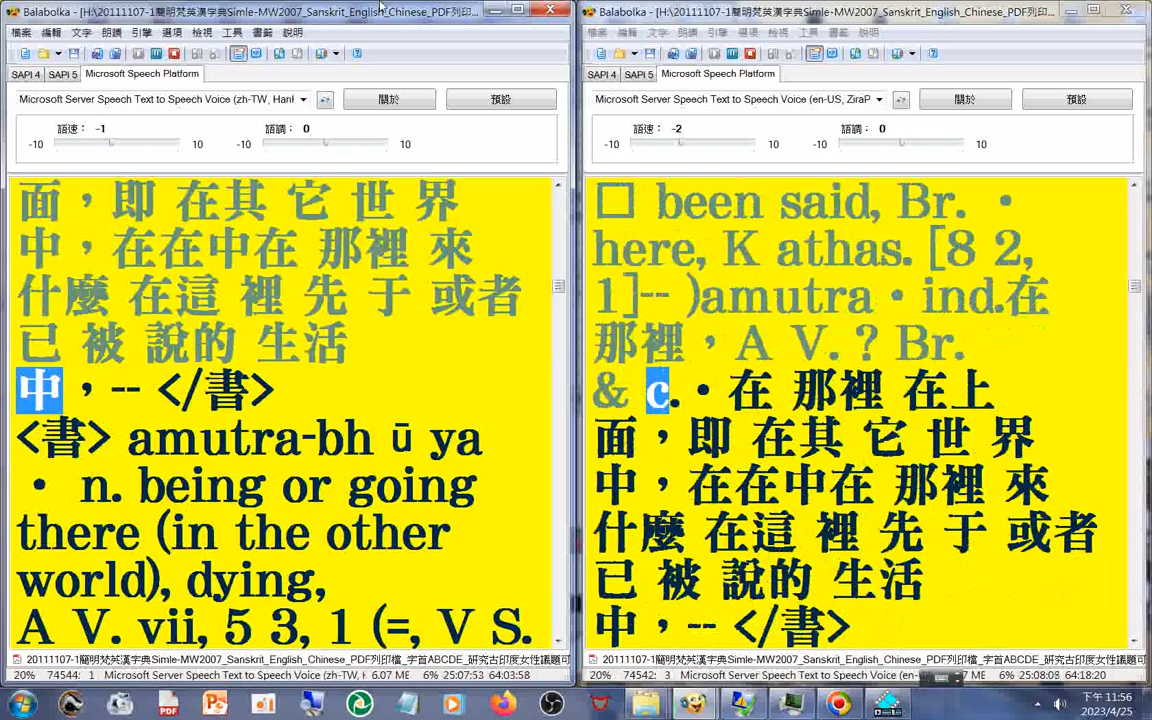 Balabolka - [H:\20111107-1簡明梵英漢字典Simle-MW2007_Sanskrit_English_Chinese_PDF列印...
檔案 編輯 文字 朗讀 引擎 選項 檢視 工具 書籤 說明
SAPI 4 SAPI 5 Microsoft Speech Platform
Microsoft Server Speech Text to Speech Voice (zh-TW, Hanl 關於 預設
語速： -1 語調： 0
-10 10 -10 10
面，即 在其 它 世 界
中，在在中在 那裡 來
什麼 在這 裡 先 于 或者
已 被 說的 生活
中，-- </書>
<書> amutra-bh ū ya
• n. being or going
there (in the other
world), dying,
A V. vii, 5 3, 1 (=, V S.
20111107-1簡明梵英漢字典Simle-MW2007_Sanskrit_English_Chinese_PDF列印檔_字首ABCDE_研究古印度女性議題可
20% 74544: 1 Microsoft Server Speech Text to Speech Voice (zh-TW, H 6.07 ME 6% 25:07:53 64:03:58
Balabolka - [H:\20111107-1簡明梵英漢字典Simle-MW2007_Sanskrit_English_Chinese_PDF列印...
檔案 編輯 文字 朗讀 引擎 選項 檢視 工具 書籤 說明
SAPI 4 SAPI 5 Microsoft Speech Platform
Microsoft Server Speech Text to Speech Voice (en-US, ZiraP 關於 預設
語速： -2 語調： 0
-10 10 -10 10
□ been said, Br. •
here, K athas. [8 2,
1]-- )amutra • ind.在
那裡，A V. ? Br.
& c. • 在 那裡 在上
面，即 在其 它 世 界
中，在在中在 那裡 來
什麼 在這 裡 先 于 或者
已 被 說的 生活
中，-- </書>
20111107-1簡明梵英漢字典Simle-MW2007_Sanskrit_English_Chinese_PDF列印檔_字首ABCDE_研究古印度女性議題可
20% 74542: 3 Microsoft Server Speech Text to Speech Voice 6% 25:08:03 64:18:20
下午 11:56
2023/4/25